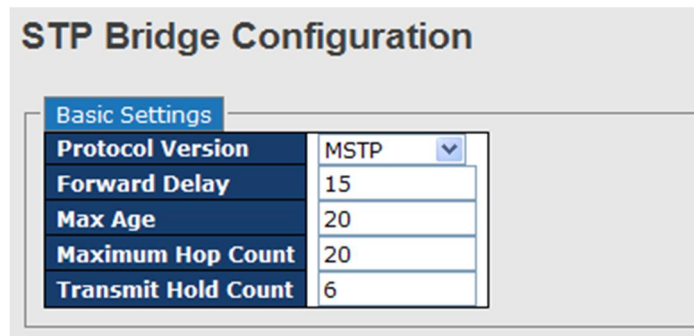 STP Bridge Configuration
Basic Settings
Protocol Version MSTP
Forward Delay 15
Max Age 20
Maximum Hop Count 20
Transmit Hold Count 6